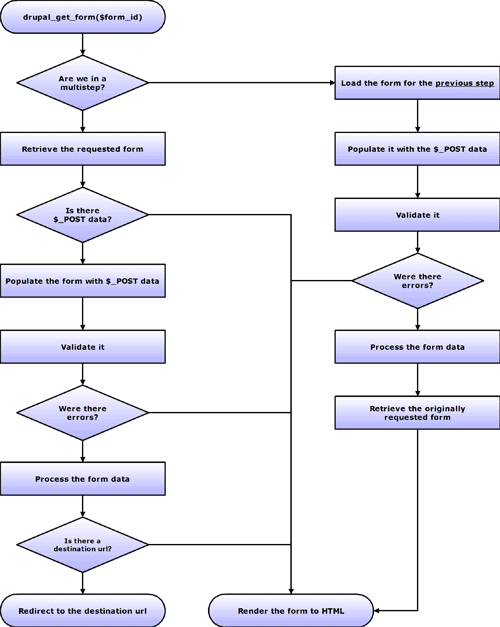 drupal_get_form($form_id)
Are we in a
multistep?
Load the form for the previous step
Retrieve the requested form
Populate it with the $_POST data
Is there
$_POST data?
Validate it
Populate the form with $_POST data
Were there
errors?
Validate it
Process the form data
Were there
errors?
Retrieve the originally
requested form
Process the form data
Is there a
destination url?
Redirect to the destination url
Render the form to HTML